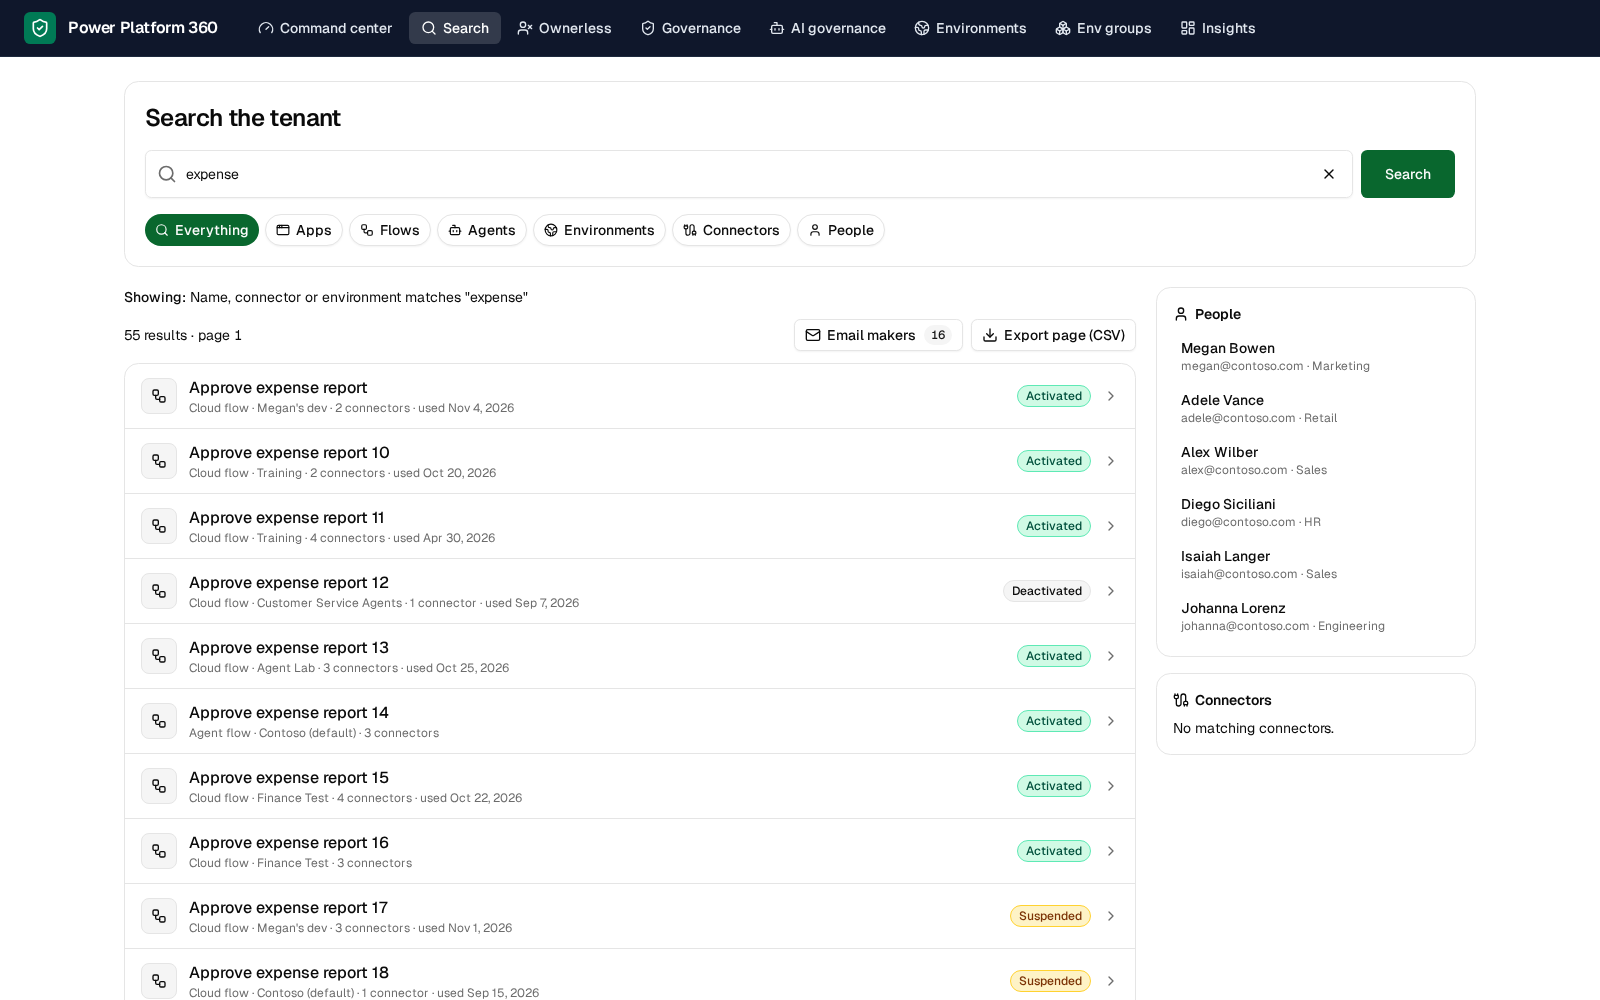 Power Platform 360
Command center
Search
Ownerless
Governance
AI governance
Environments
Env groups
Insights
Search the tenant
expense
Search
Everything
Apps
Flows
Agents
Environments
Connectors
People
Showing: Name, connector or environment matches "expense"
55 results · page 1
Email makers 16
Export page (CSV)
Approve expense report
Cloud flow · Megan's dev · 2 connectors · used Nov 4, 2026
Activated
Approve expense report 10
Cloud flow · Training · 2 connectors · used Oct 20, 2026
Activated
Approve expense report 11
Cloud flow · Training · 4 connectors · used Apr 30, 2026
Activated
Approve expense report 12
Cloud flow · Customer Service Agents · 1 connector · used Sep 7, 2026
Deactivated
Approve expense report 13
Cloud flow · Agent Lab · 3 connectors · used Oct 25, 2026
Activated
Approve expense report 14
Agent flow · Contoso (default) · 3 connectors
Activated
Approve expense report 15
Cloud flow · Finance Test · 4 connectors · used Oct 22, 2026
Activated
Approve expense report 16
Cloud flow · Finance Test · 3 connectors
Activated
Approve expense report 17
Cloud flow · Megan's dev · 3 connectors · used Nov 1, 2026
Suspended
Approve expense report 18
Cloud flow · Contoso (default) · 1 connector · used Sep 15, 2026
Suspended
People
Megan Bowen
megan@contoso.com · Marketing
Adele Vance
adele@contoso.com · Retail
Alex Wilber
alex@contoso.com · Sales
Diego Siciliani
diego@contoso.com · HR
Isaiah Langer
isaiah@contoso.com · Sales
Johanna Lorenz
johanna@contoso.com · Engineering
Connectors
No matching connectors.